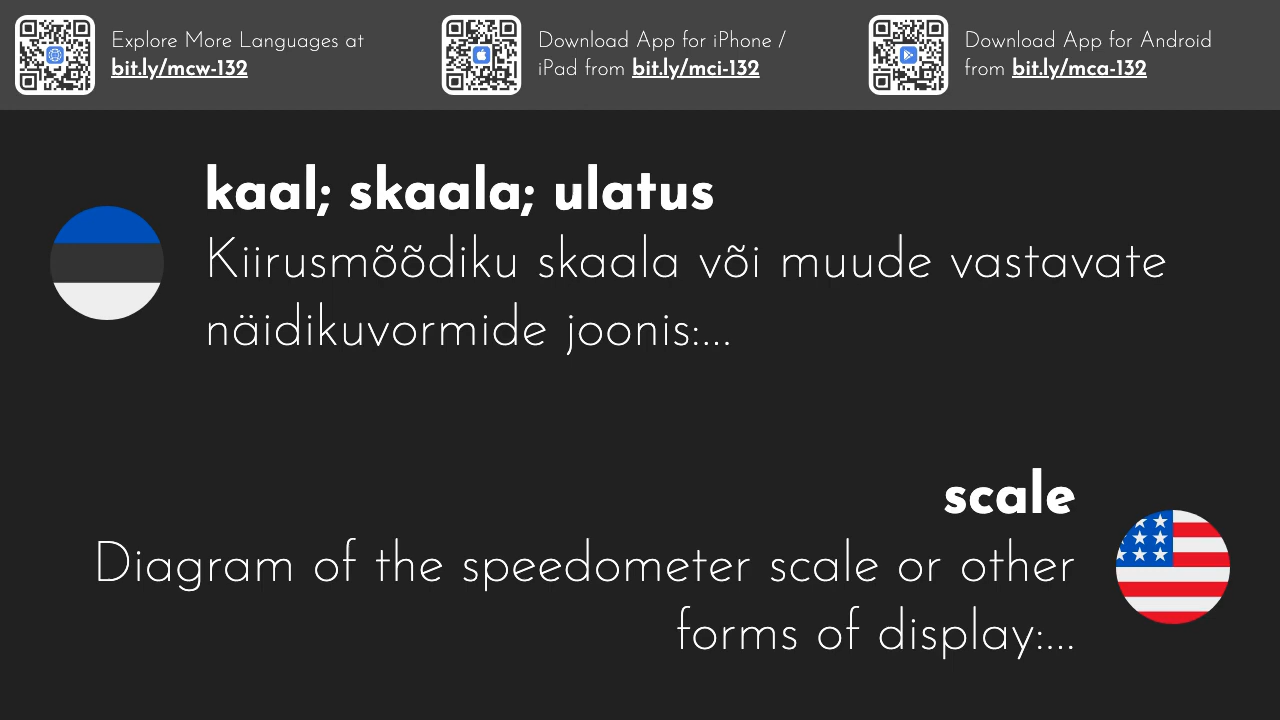 Explore More Languages at
bit.ly/mcw-132
Download App for iPhone /
iPad from bit.ly/mci-132
Download App for Android
from bit.ly/mca-132
kaal; skaala; ulatus
Kiirusmõõdiku skaala või muude vastavate
näidikuvormide joonis:...
scale
Diagram of the speedometer scale or other
forms of display:...